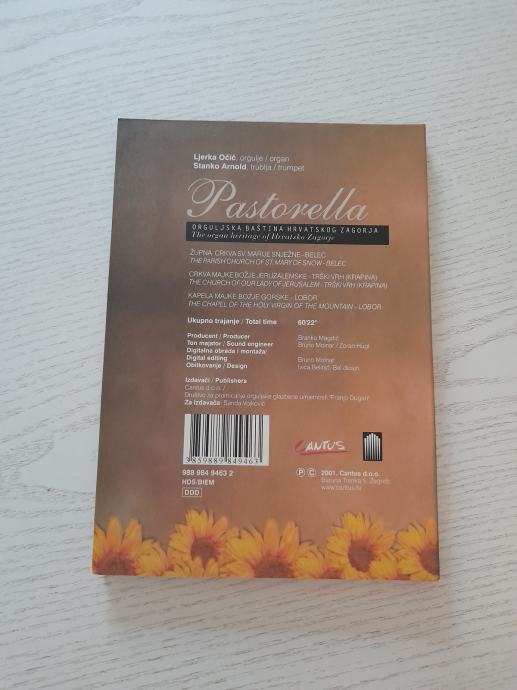 Ljerka Očić, orgulje / organ
Stanko Arnold, trublja / trumpet
Pastorella
ORGULJSKA BAŠTINA HRVATSKOG ZAGORJA
The organ heritage of Hrvatsko Zagorje
ŽUPNA CRKVA SV. MARIJE SNJEŽNE - BELEC
THE PARISH CHURCH OF ST. MARY OF SNOW - BELEC
CRKVA MAJKE BOŽJE JERUZALEMSKE - TRŠKI VRH (KRAPINA)
THE CHURCH OF OUR LADY OF JERUSALEM - TRŠKI VRH (KRAPINA)
KAPELA MAJKE BOŽJE GORSKE - LOBOR
THE CHAPEL OF THE HOLY VIRGIN OF THE MOUNTAIN - LOBOR
Ukupno trajanje / Total time 60'22"
Producent / Producer Branko Magdić
Ton majstor / Sound engineer Bruno Molnar / Zoran Hügl
Digitalna obrada i montaža/
Digital editing Bruno Molnar
Oblikovanje / Design Ivica Belinić, Bel dizajn
Izdavači / Publishers
Cantus d.o.o. /
Društvo za promicanje orguljske glazbene umjetnosti "Franjo Dugan"
Za izdavača Sanda Vojković
3859889849463
CANTUS
988 984 9463 2
HDS/BIEM
DDD
Ⓟ Ⓒ 2001. Cantus d.o.o.
Baruna Trenka 5, Zagreb
www.cantus.hr